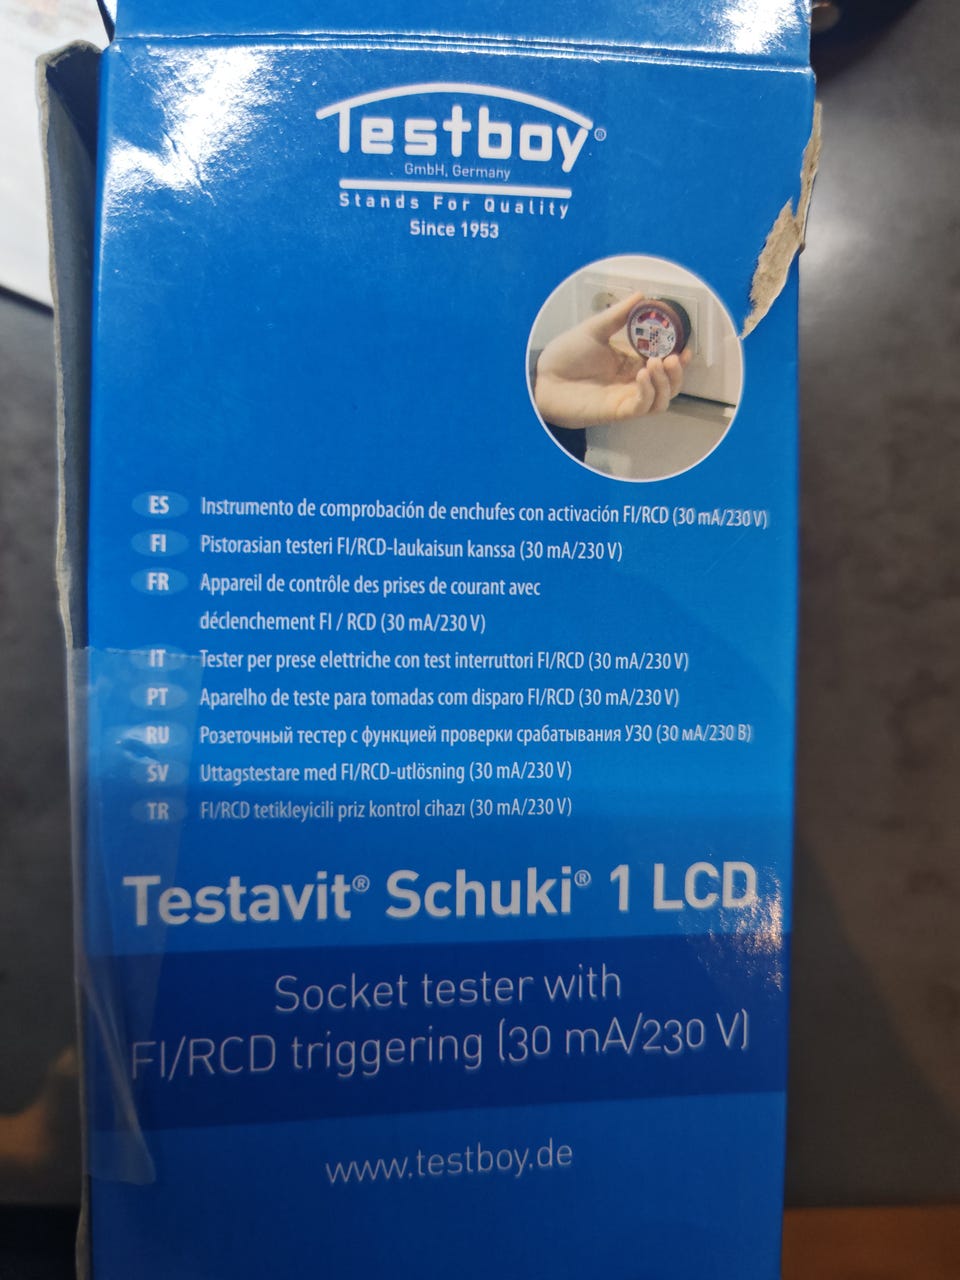 Testboy®
GmbH, Germany
Stands For Quality
Since 1953
ES Instrumento de comprobación de enchufes con activación FI/RCD (30 mA/230 V)
FI Pistorasian testeri FI/RCD-laukaisun kanssa (30 mA/230 V)
FR Appareil de contrôle des prises de courant avec
déclenchement FI / RCD (30 mA/230 V)
IT Tester per prese elettriche con test interruttori FI/RCD (30 mA/230 V)
PT Aparelho de teste para tomadas com disparo FI/RCD (30 mA/230 V)
RU Розеточный тестер с функцией проверки срабатывания УЗО (30 мА/230 В)
SV Uttagstestare med FI/RCD-utlösning (30 mA/230 V)
TR FI/RCD tetikleyicili priz kontrol cihazı (30 mA/230 V)
Testavit® Schuki® 1 LCD
Socket tester with
FI/RCD triggering (30 mA/230 V)
www.testboy.de